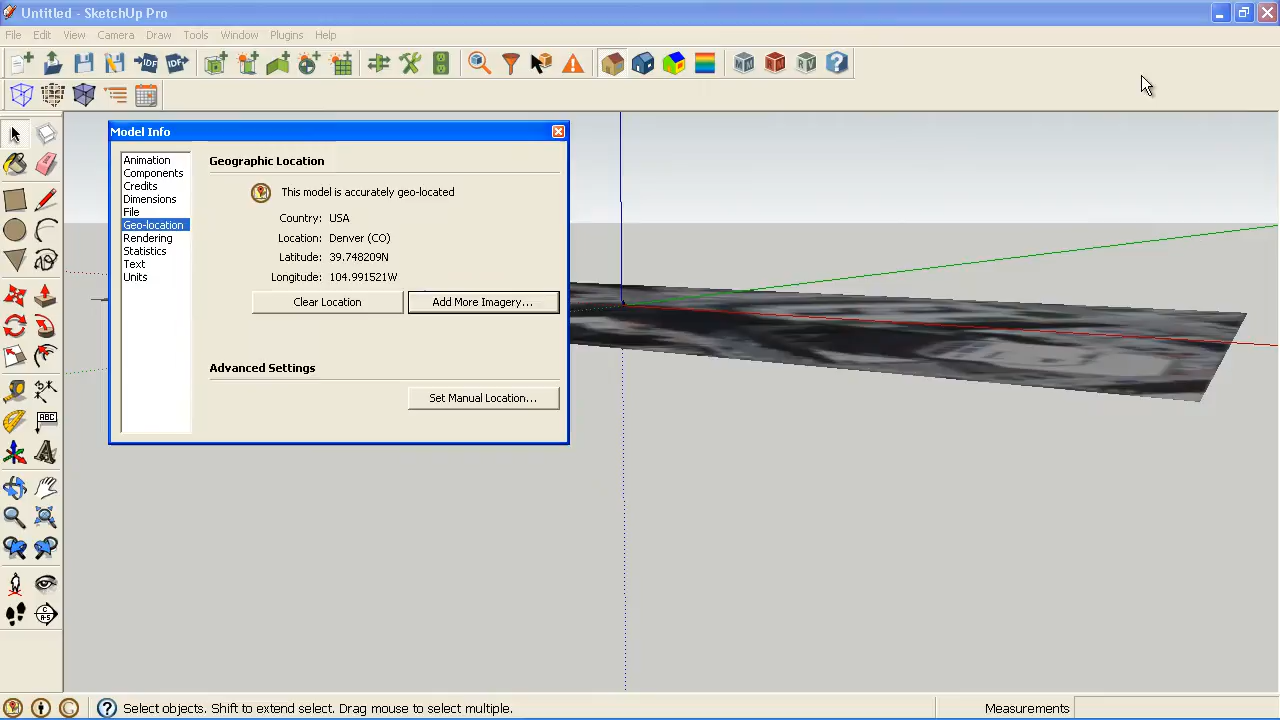 Untitled - SketchUp Pro
File Edit View Camera Draw Tools Window Plugins Help
IDF IDF
Model Info
Animation
Components
Credits
Dimensions
File
Geo-location
Rendering
Statistics
Text
Units
Geographic Location
This model is accurately geo-located
Country: USA
Location: Denver (CO)
Latitude: 39.748209N
Longitude: 104.991521W
Clear Location
Add More Imagery...
Advanced Settings
Set Manual Location...
ABC
Select objects. Shift to extend select. Drag mouse to select multiple.
Measurements